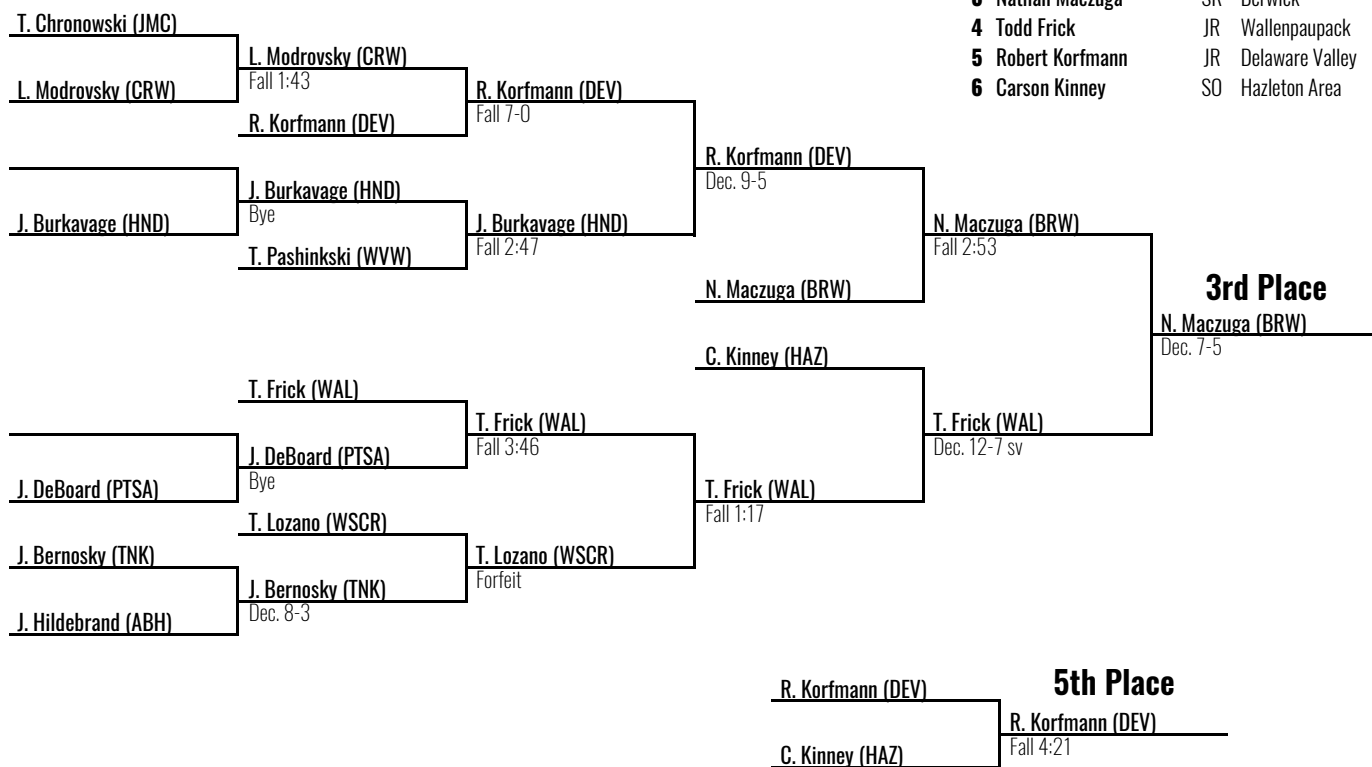 3 Nathan Maczuga SR Berwick
4 Todd Frick JR Wallenpaupack
5 Robert Korfmann JR Delaware Valley
6 Carson Kinney SO Hazleton Area
T. Chronowski (JMC)
L. Modrovsky (CRW)
L. Modrovsky (CRW)
Fall 1:43
R. Korfmann (DEV)
R. Korfmann (DEV)
Fall 7-0
J. Burkavage (HND)
J. Burkavage (HND)
Bye
T. Pashinkski (WVW)
J. Burkavage (HND)
Fall 2:47
R. Korfmann (DEV)
Dec. 9-5
N. Maczuga (BRW)
N. Maczuga (BRW)
Fall 2:53
3rd Place
N. Maczuga (BRW)
Dec. 7-5
C. Kinney (HAZ)
T. Frick (WAL)
Dec. 12-7 sv
T. Frick (WAL)
T. Frick (WAL)
Fall 3:46
J. DeBoard (PTSA)
Bye
J. DeBoard (PTSA)
T. Frick (WAL)
Fall 1:17
T. Lozano (WSCR)
T. Lozano (WSCR)
Forfeit
J. Bernosky (TNK)
J. Bernosky (TNK)
Dec. 8-3
J. Hildebrand (ABH)
5th Place
R. Korfmann (DEV)
R. Korfmann (DEV)
Fall 4:21
C. Kinney (HAZ)